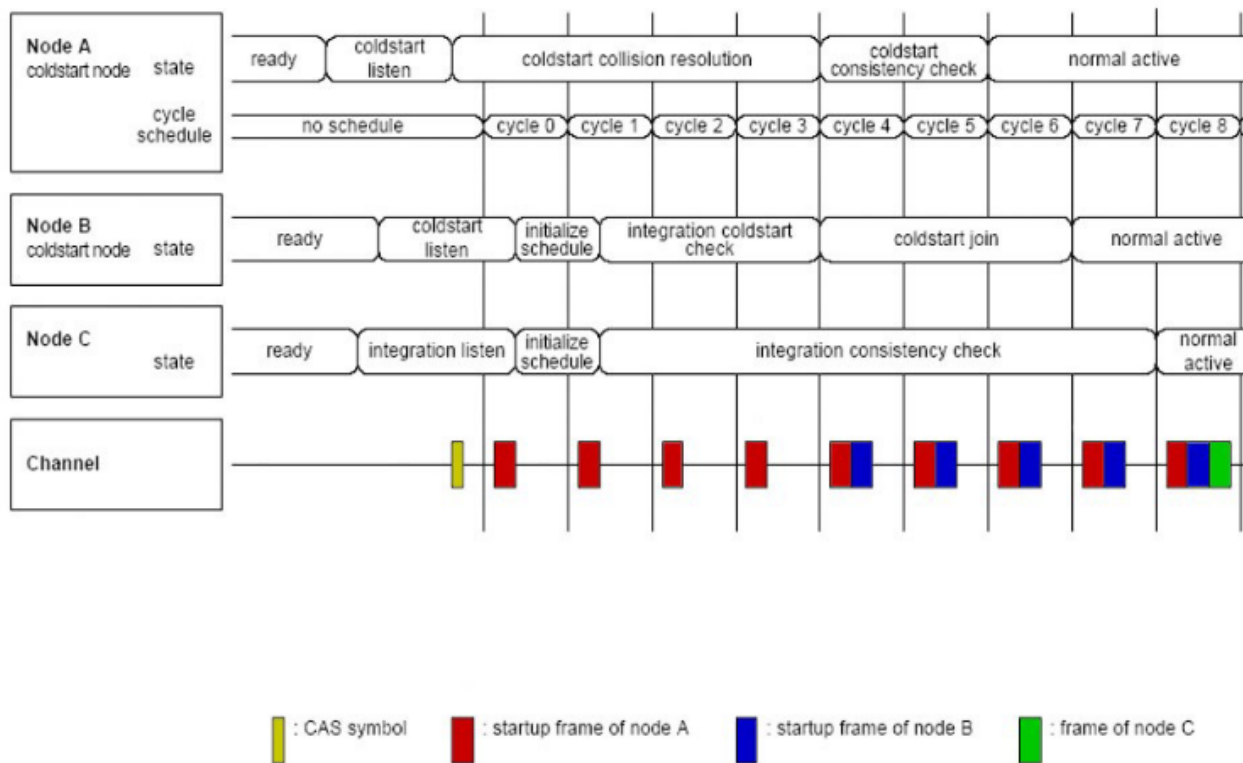 Node A
coldstart node
state
ready
coldstart
listen
coldstart collision resolution
coldstart
consistency check
normal active
cycle
schedule
no schedule
cycle 0
cycle 1
cycle 2
cycle 3
cycle 4
cycle 5
cycle 6
cycle 7
cycle 8
Node B
coldstart node
state
ready
coldstart
listen
initialize
schedule
integration coldstart
check
coldstart join
normal active
Node C
state
ready
integration listen
initialize
schedule
integration consistency check
normal
active
Channel
: CAS symbol
: startup frame of node A
: startup frame of node B
: frame of node C